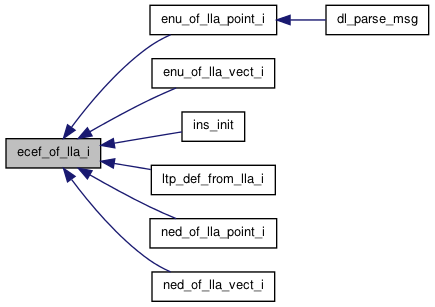 enu_of_lla_point_i
dl_parse_msg
enu_of_lla_vect_i
ins_init
ecef_of_lla_i
ltp_def_from_lla_i
ned_of_lla_point_i
ned_of_lla_vect_i